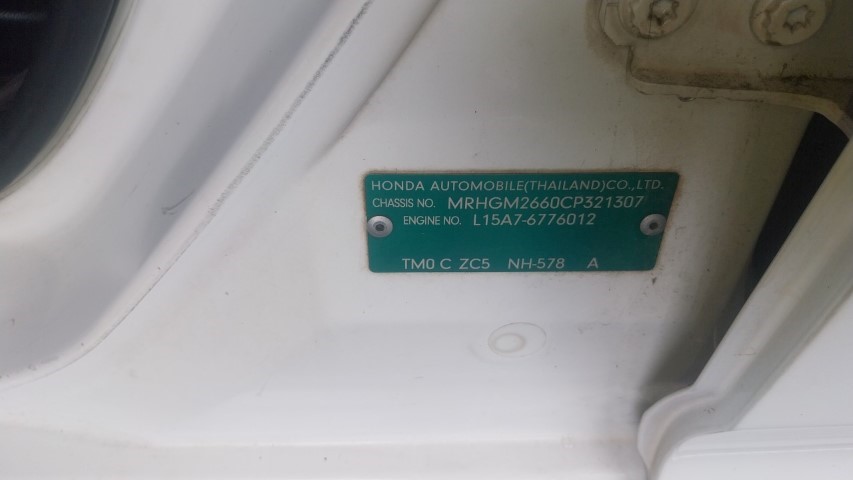 HONDA AUTOMOBILE(THAILAND)CO.,LTD.
CHASSIS NO. MRHGM2660CP321307
ENGINE NO. L15A7-6776012
TM0 C ZC5 NH-578 A